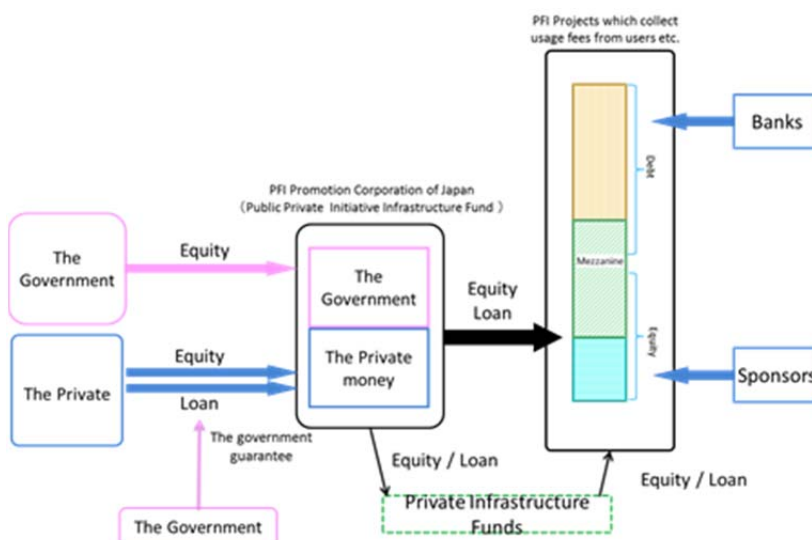 PFI Projects which collect
usage fees from users etc.
Banks
Debt
PFI Promotion Corporation of Japan
(Public Private Initiative Infrastructure Fund )
The
Government
Equity
The
Government
Mezzanine
Equity
Loan
The Private
money
Equity
The Private
Equity
Loan
Sponsors
The government
guarantee
Equity / Loan
Equity / Loan
Private Infrastructure
Funds
The Government